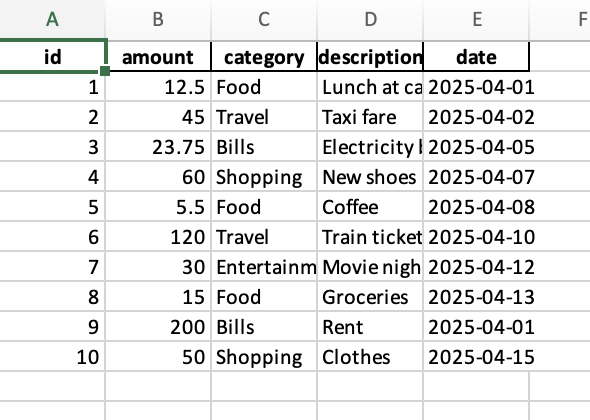 A B C D E F
id amount category description date
1 12.5 Food Lunch at ca 2025-04-01
2 45 Travel Taxi fare 2025-04-02
3 23.75 Bills Electricity 2025-04-05
4 60 Shopping New shoes 2025-04-07
5 5.5 Food Coffee 2025-04-08
6 120 Travel Train ticket 2025-04-10
7 30 Entertainm Movie nigh 2025-04-12
8 15 Food Groceries 2025-04-13
9 200 Bills Rent 2025-04-01
10 50 Shopping Clothes 2025-04-15